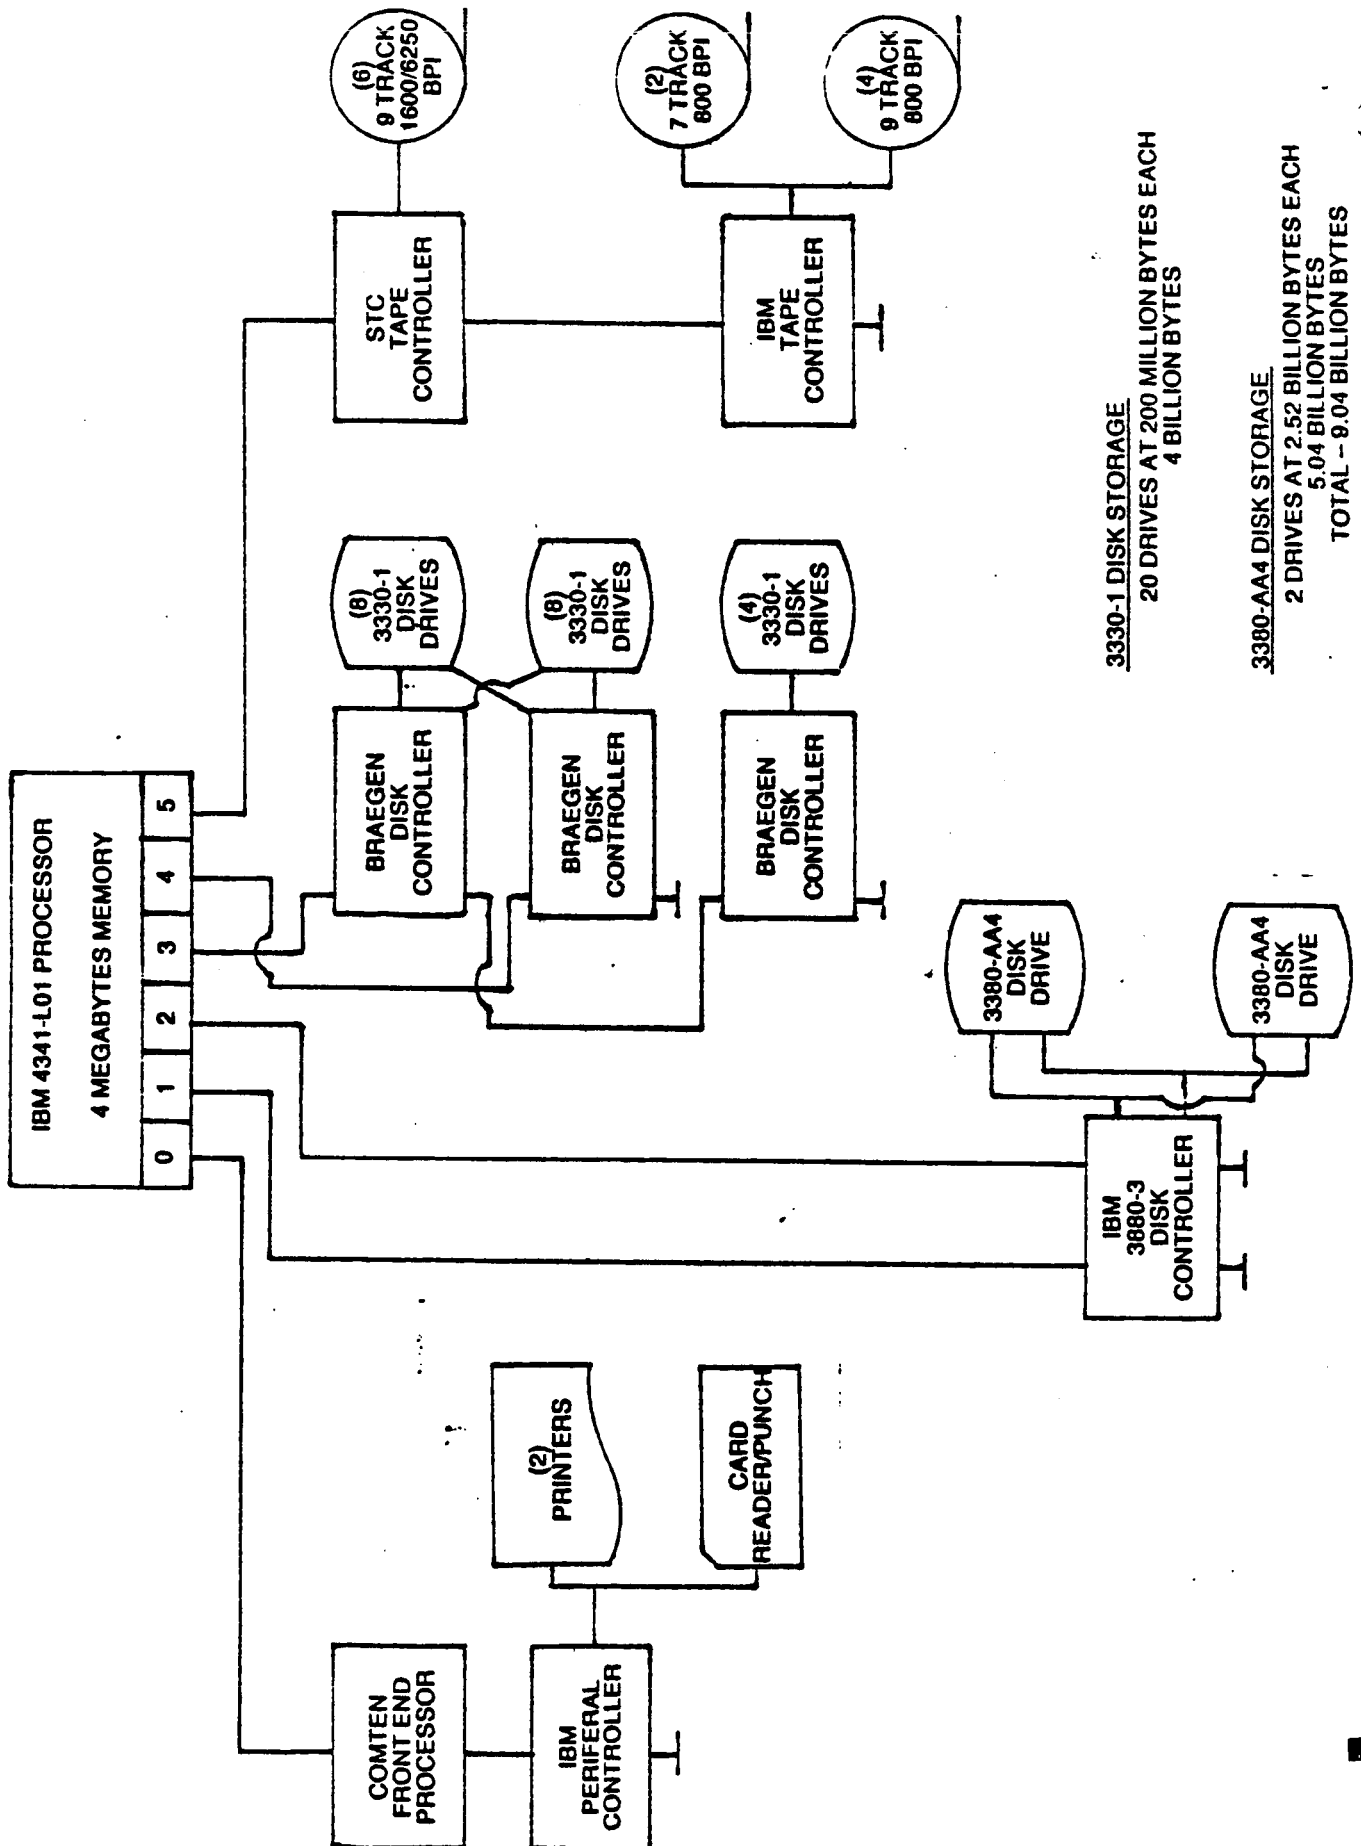 IBM 4341-L01 PROCESSOR
4 MEGABYTES MEMORY
0 1 2 3 4 5
COMTEN
FRONT END
PROCESSOR
IBM
PERIFERAL
CONTROLLER
(2)
PRINTERS
CARD
READER/PUNCH
IBM
3880-3
DISK
CONTROLLER
3380-AA4
DISK
DRIVE
3380-AA4
DISK
DRIVE
BRAEGEN
DISK
CONTROLLER
(8)
3330-1
DISK
DRIVES
BRAEGEN
DISK
CONTROLLER
(8)
3330-1
DISK
DRIVES
BRAEGEN
DISK
CONTROLLER
(4)
3330-1
DISK
DRIVES
STC
TAPE
CONTROLLER
(6)
9 TRACK
1600/6250
BPI
IBM
TAPE
CONTROLLER
(2)
7 TRACK
800 BPI
(4)
9 TRACK
800 BPI
3330-1 DISK STORAGE
20 DRIVES AT 200 MILLION BYTES EACH
4 BILLION BYTES
3380-AA4 DISK STORAGE
2 DRIVES AT 2.52 BILLION BYTES EACH
5.04 BILLION BYTES
TOTAL – 9.04 BILLION BYTES